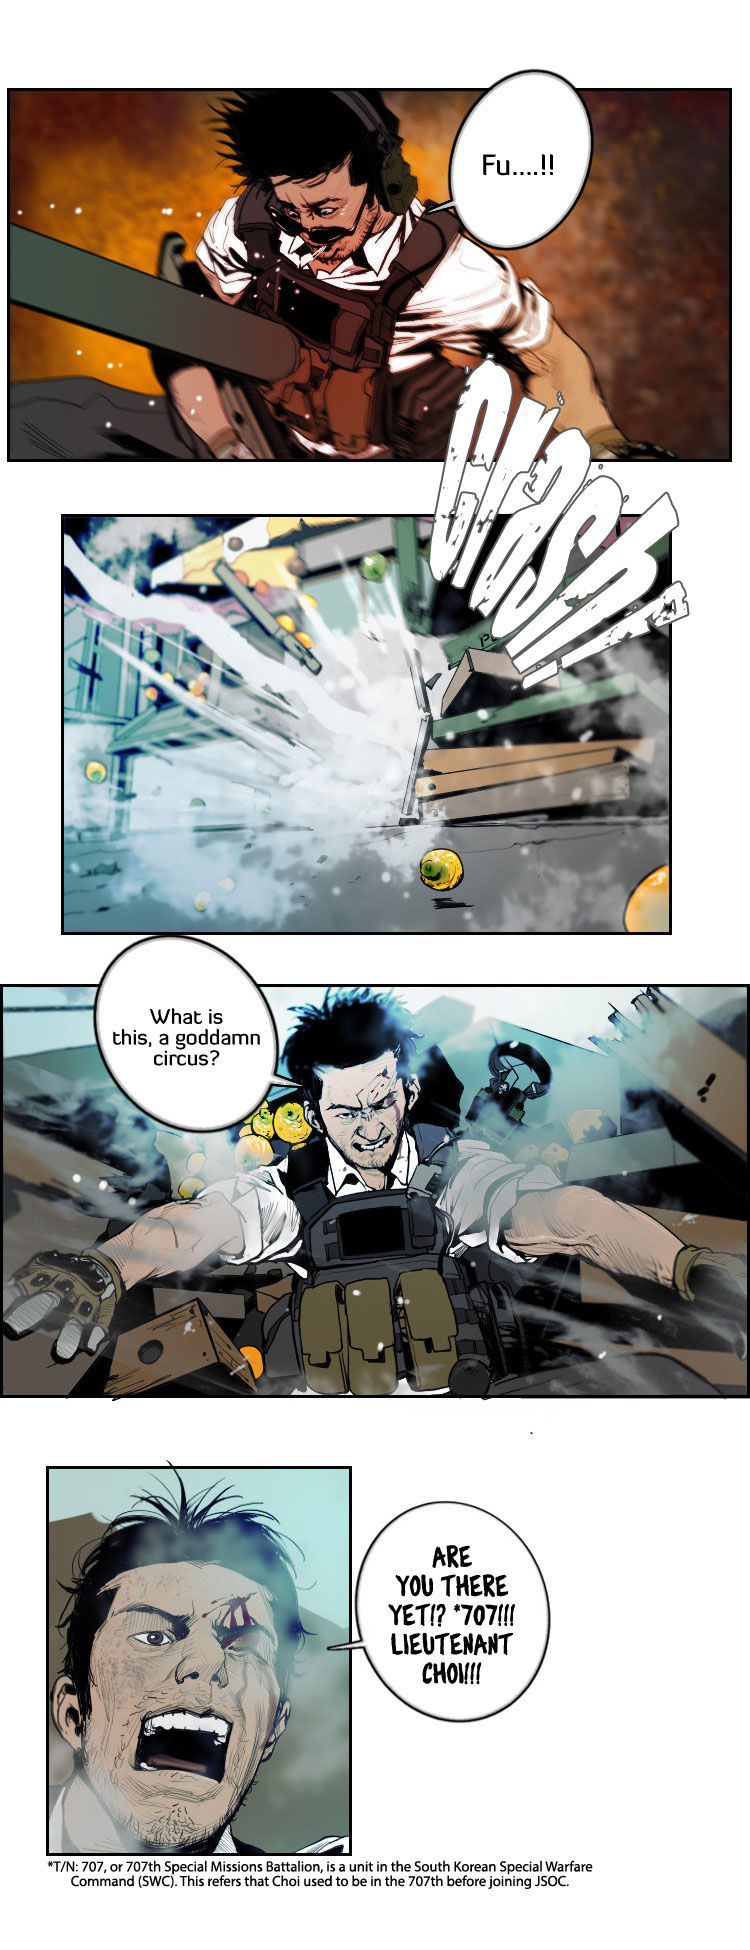 Fu....!!
crash
What is
this, a goddamn
circus?
ARE
YOU THERE
YET!? *707!!!
LIEUTENANT
CHOI!!!
*T/N: 707, or 707th Special Missions Battalion, is a unit in the South Korean Special Warfare
Command (SWC). This refers that Choi used to be in the 707th before joining JSOC.